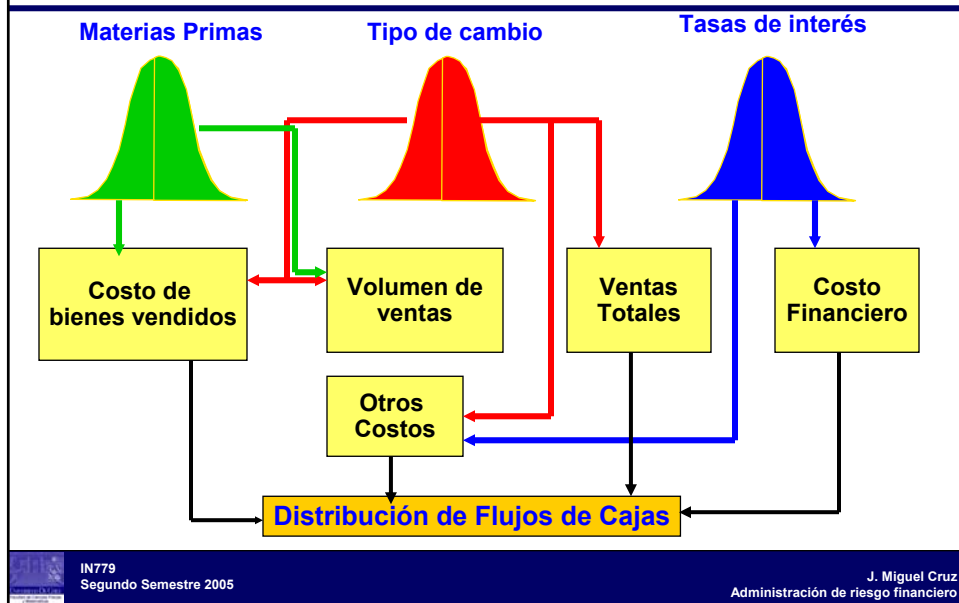 Materias Primas
Tipo de cambio
Tasas de interés
Costo de
bienes vendidos
Volumen de
ventas
Ventas
Totales
Costo
Financiero
Otros
Costos
Distribución de Flujos de Cajas
IN779
Segundo Semestre 2005
J. Miguel Cruz
Administración de riesgo financiero